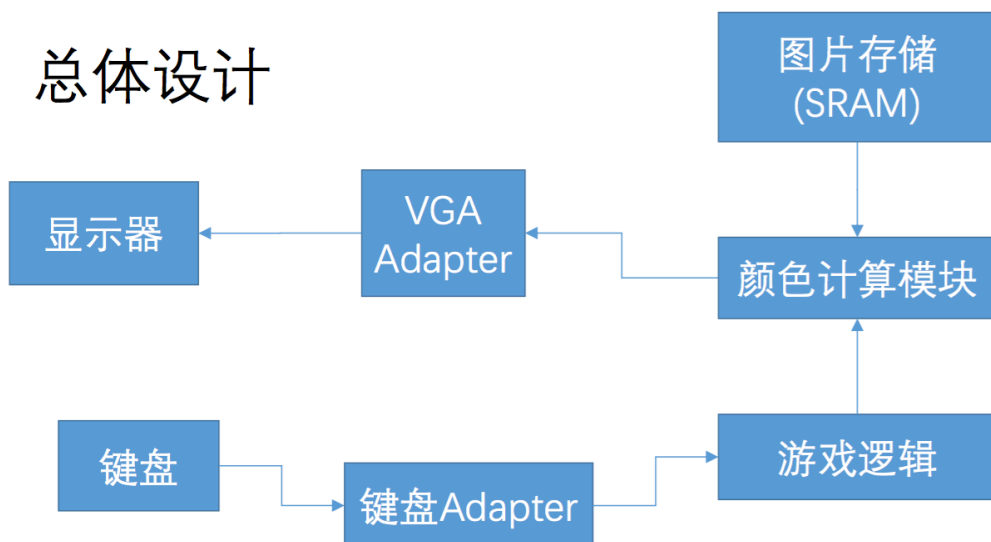 总体设计
图片存储
(SRAM)
显示器
VGA
Adapter
颜色计算模块
键盘
键盘Adapter
游戏逻辑